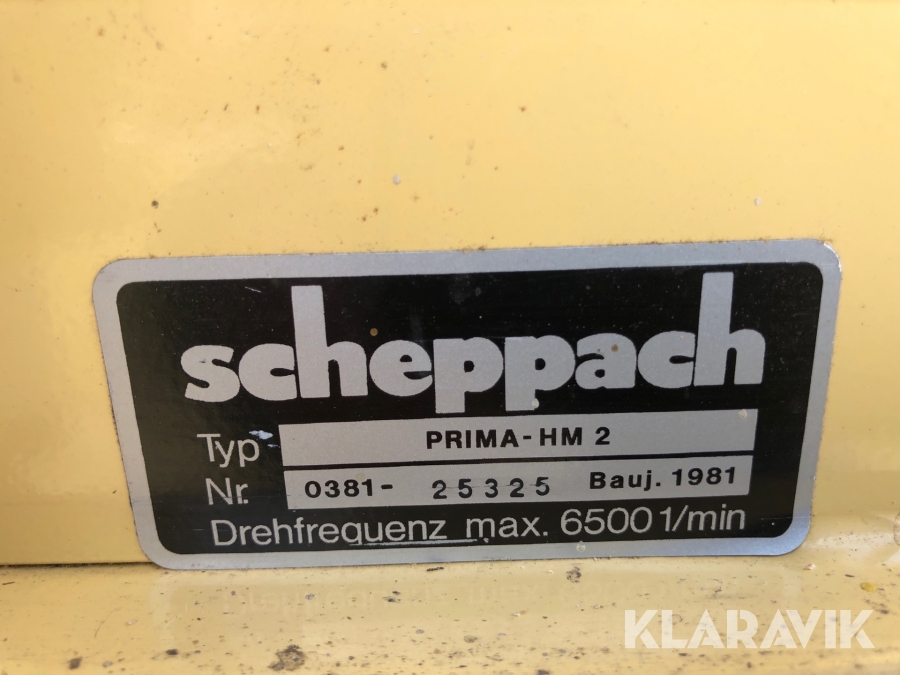 scheppach
Typ PRIMA-HM 2
Nr. 0381- 25325 Bauj. 1981
Drehfrequenz max. 6500 1/min
KLARAVIK